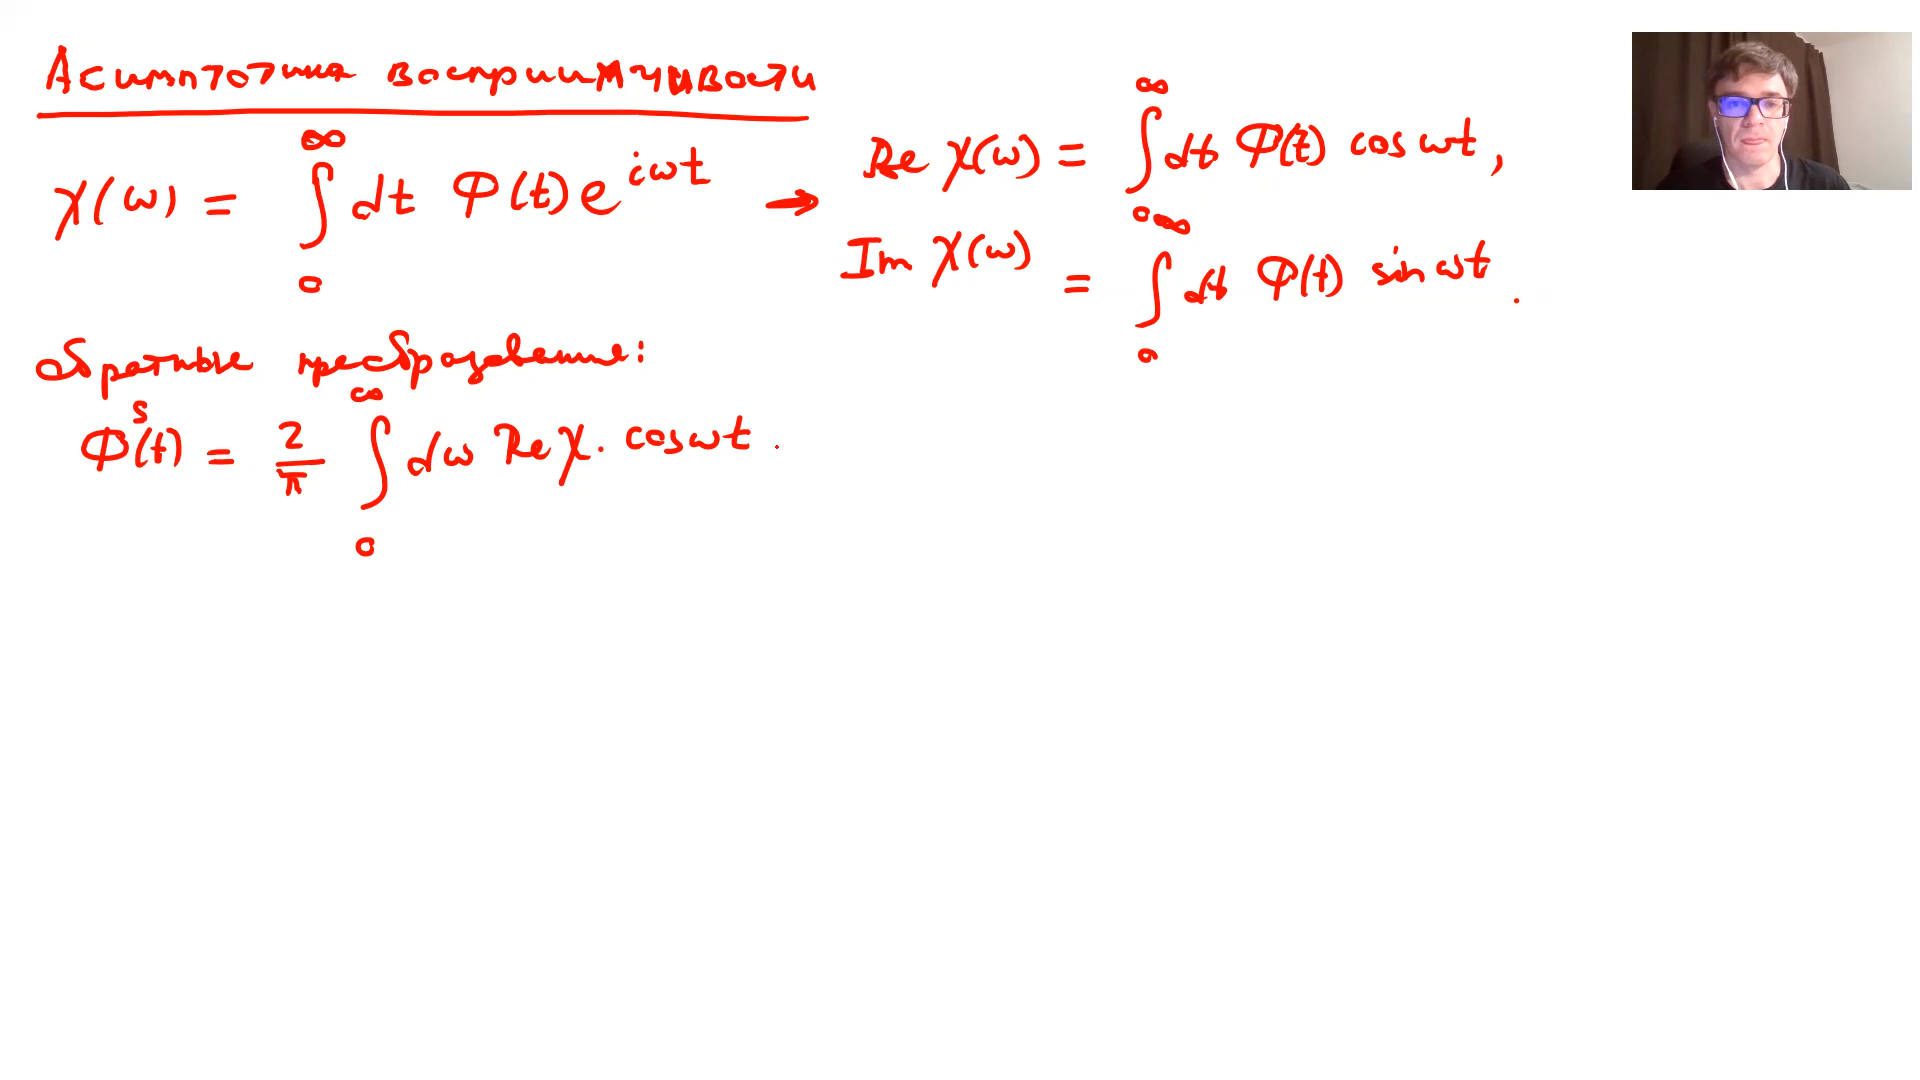 Асимптотика восприимчивости
χ(ω) = ∫₀^∞ dt Φ(t) e^{iωt} → Re χ(ω) = ∫₀^∞ dt Φ(t) cos ωt,
Im χ(ω) = ∫₀^∞ dt Φ(t) sin ωt.
Обратные преобразование:
Φ^s(t) = 2/π ∫₀^∞ dω Re χ · cos ωt.